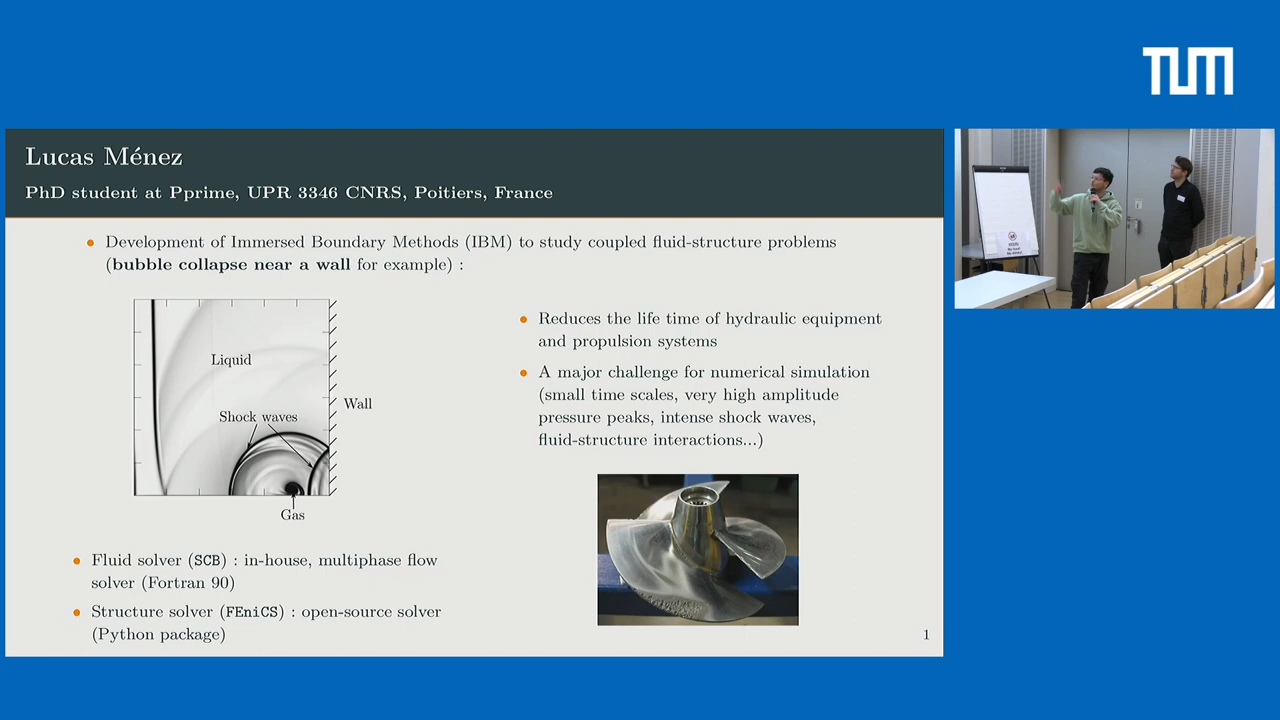 TUM
Lucas Ménez
PhD student at Pprime, UPR 3346 CNRS, Poitiers, France
• Development of Immersed Boundary Methods (IBM) to study coupled fluid-structure problems
(bubble collapse near a wall for example) :
Liquid
Shock waves
Wall
Gas
• Reduces the life time of hydraulic equipment
and propulsion systems
• A major challenge for numerical simulation
(small time scales, very high amplitude
pressure peaks, intense shock waves,
fluid-structure interactions...)
• Fluid solver (SCB) : in-house, multiphase flow
solver (Fortran 90)
• Structure solver (FEniCS) : open-source solver
(Python package)
1